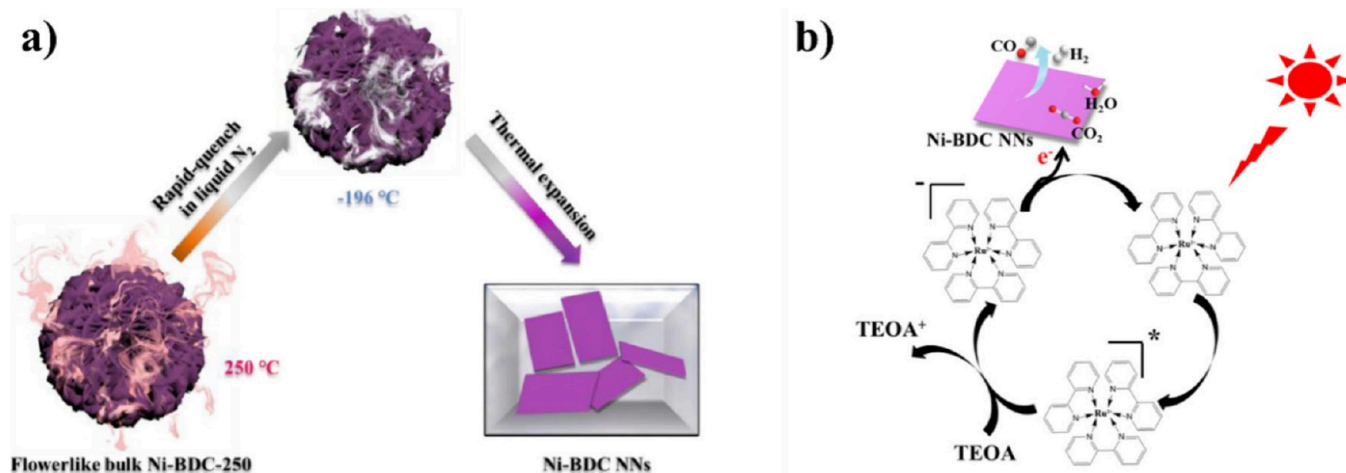 a)
Rapid-quench
in liquid N₂
-196 °C
Thermal expansion
250 °C
Flowerlike bulk Ni-BDC-250
Ni-BDC NNs
b)
CO
H₂
H₂O
CO₂
Ni-BDC NNs
e⁻
-
N
N
N
N
N
N
N
N
N
N
N
N
TEOA⁺
*
N
N
N
N
N
N
TEOA